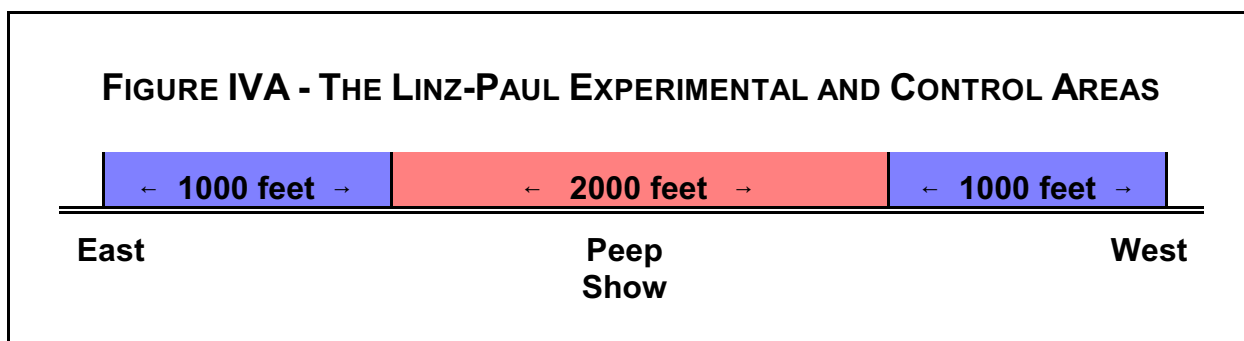 FIGURE IVA - THE LINZ-PAUL EXPERIMENTAL AND CONTROL AREAS
← 1000 feet → ← 2000 feet → ← 1000 feet →
East Peep West
Show